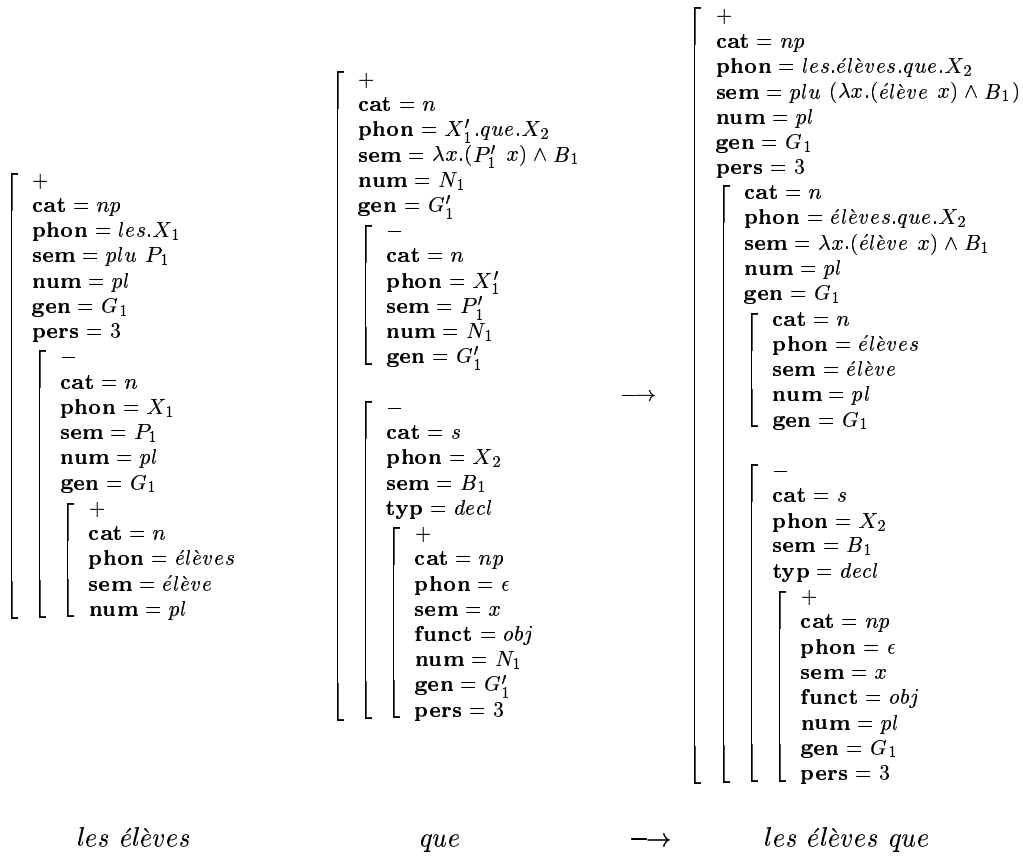 +
cat = np
phon = les.X₁
sem = plu P₁
num = pl
gen = G₁
pers = 3
−
cat = n
phon = X₁
sem = P₁
num = pl
gen = G₁
+
cat = n
phon = élèves
sem = élève
num = pl
+
cat = n
phon = X′₁.que.X₂
sem = λx.(P′₁ x) ∧ B₁
num = N₁
gen = G′₁
−
cat = n
phon = X′₁
sem = P′₁
num = N₁
gen = G′₁
−
cat = s
phon = X₂
sem = B₁
typ = decl
+
cat = np
phon = ϵ
sem = x
funct = obj
num = N₁
gen = G′₁
pers = 3
⟶
+
cat = np
phon = les.élèves.que.X₂
sem = plu (λx.(élève x) ∧ B₁)
num = pl
gen = G₁
pers = 3
cat = n
phon = élèves.que.X₂
sem = λx.(élève x) ∧ B₁
num = pl
gen = G₁
cat = n
phon = élèves
sem = élève
num = pl
gen = G₁
−
cat = s
phon = X₂
sem = B₁
typ = decl
+
cat = np
phon = ϵ
sem = x
funct = obj
num = pl
gen = G₁
pers = 3
les élèves que ⟶ les élèves que